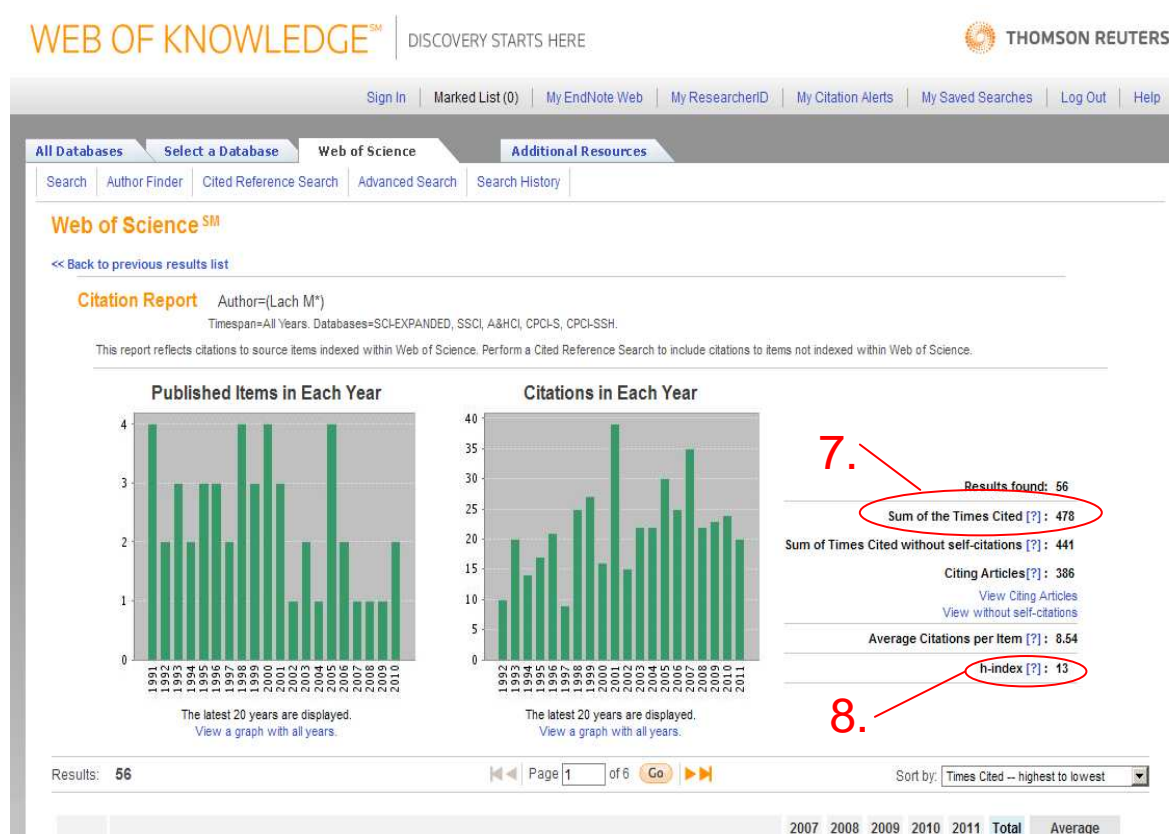 WEB OF KNOWLEDGE℠ DISCOVERY STARTS HERE THOMSON REUTERS
Sign In Marked List (0) My EndNote Web My ResearcherID My Citation Alerts My Saved Searches Log Out Help
All Databases Select a Database Web of Science Additional Resources
Search Author Finder Cited Reference Search Advanced Search Search History
Web of Science ℠
<< Back to previous results list
Citation Report Author=(Lach M*)
Timespan=All Years. Databases=SCI-EXPANDED, SSCI, A&HCI, CPCI-S, CPCI-SSH.
This report reflects citations to source items indexed within Web of Science. Perform a Cited Reference Search to include citations to items not indexed within Web of Science.
Published Items in Each Year
4
3
2
1
0
1991 1992 1993 1994 1995 1996 1997 1998 1999 2000 2001 2002 2003 2004 2005 2006 2007 2008 2009 2010
The latest 20 years are displayed.
View a graph with all years.
Citations in Each Year
40
35
30
25
20
15
10
5
0
1992 1993 1994 1995 1996 1997 1998 1999 2000 2001 2002 2003 2004 2005 2006 2007 2008 2009 2010 2011
The latest 20 years are displayed.
View a graph with all years.
7.
Results found: 56
Sum of the Times Cited [?] : 478
Sum of Times Cited without self-citations [?] : 441
Citing Articles[?] : 386
View Citing Articles
View without self-citations
Average Citations per Item [?] : 8.54
h-index [?] : 13
8.
Results: 56 Page 1 of 6 Go Sort by: Times Cited -- highest to lowest
2007 2008 2009 2010 2011 Total Average